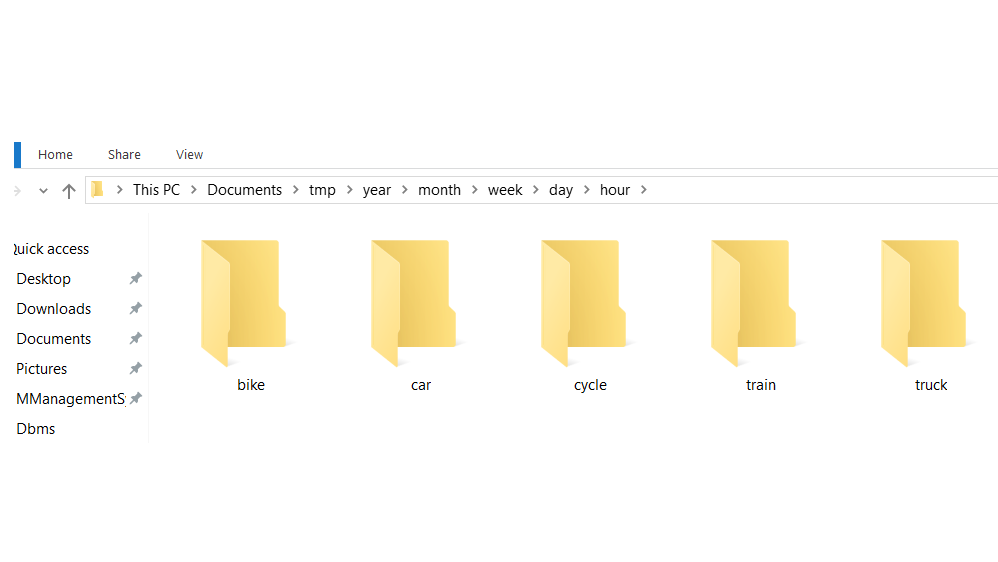 Home Share View
This PC Documents tmp year month week day hour
Quick access
Desktop
Downloads
Documents
Pictures
MManagementS
Dbms
bike car cycle train truck